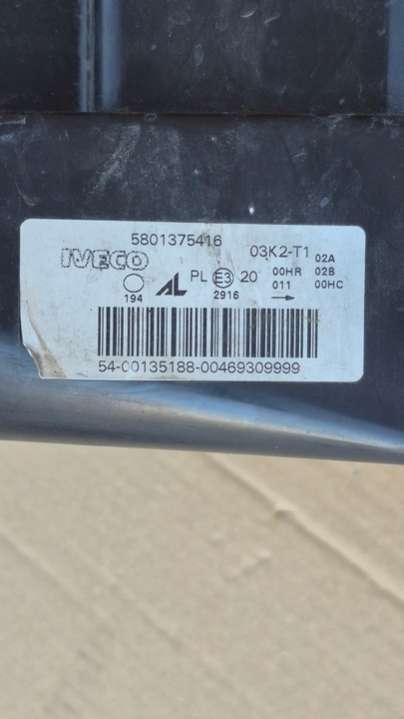 5801375416
IVECO
03K2-T1
02A
PL E3 20
00HR 02B
011 00HC
194 AL 2916
54-00135188-00469309999